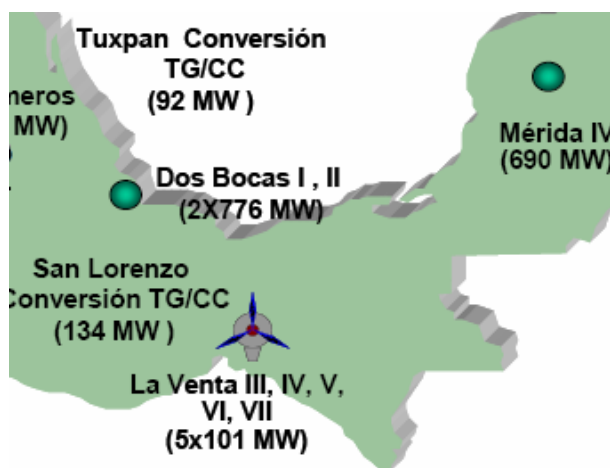 Tuxpan Conversión
TG/CC
(92 MW )
MW)
Mérida IV
(690 MW)
Dos Bocas I , II
(2X776 MW)
San Lorenzo
Conversión TG/CC
(134 MW )
La Venta III, IV, V,
VI, VII
(5x101 MW)